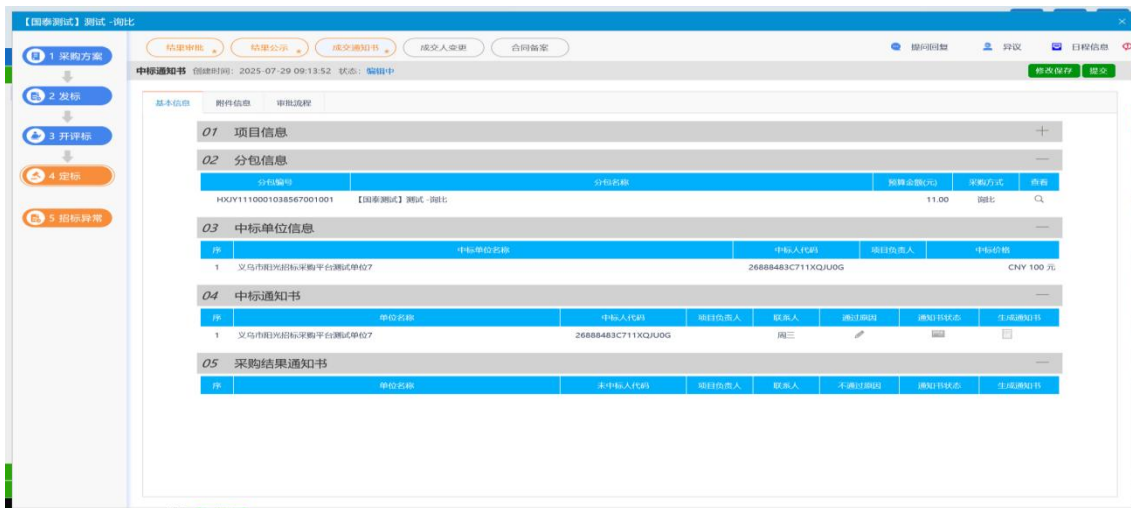 【国泰测试】测试 -询比
1 采购方案
2 发标
3 开评标
4 定标
5 招标异常
结果审批 结果公示 成交通知书 成交人变更 合同备案 提问回复 异议 日程信息
中标通知书 创建时间: 2025-07-29 09:13:52 状态: 编辑中 修改保存 提交
基本信息 附件信息 审批流程
01 项目信息
02 分包信息
分包编号 分包名称 预算金额(元) 采购方式 查看
HXJY1110001038567001001 【国泰测试】测试 -询比 11.00 询比
03 中标单位信息
序 中标单位名称 中标人代码 项目负责人 中标价格
1 义乌市阳光招标采购平台测试单位7 26888483C711XQJU0G CNY 100 元
04 中标通知书
序 单位名称 中标人代码 项目负责人 联系人 通过原因 通知书状态 生成通知书
1 义乌市阳光招标采购平台测试单位7 26888483C711XQJU0G 周三
05 采购结果通知书
序 单位名称 未中标人代码 项目负责人 联系人 不通过原因 通知书状态 生成通知书